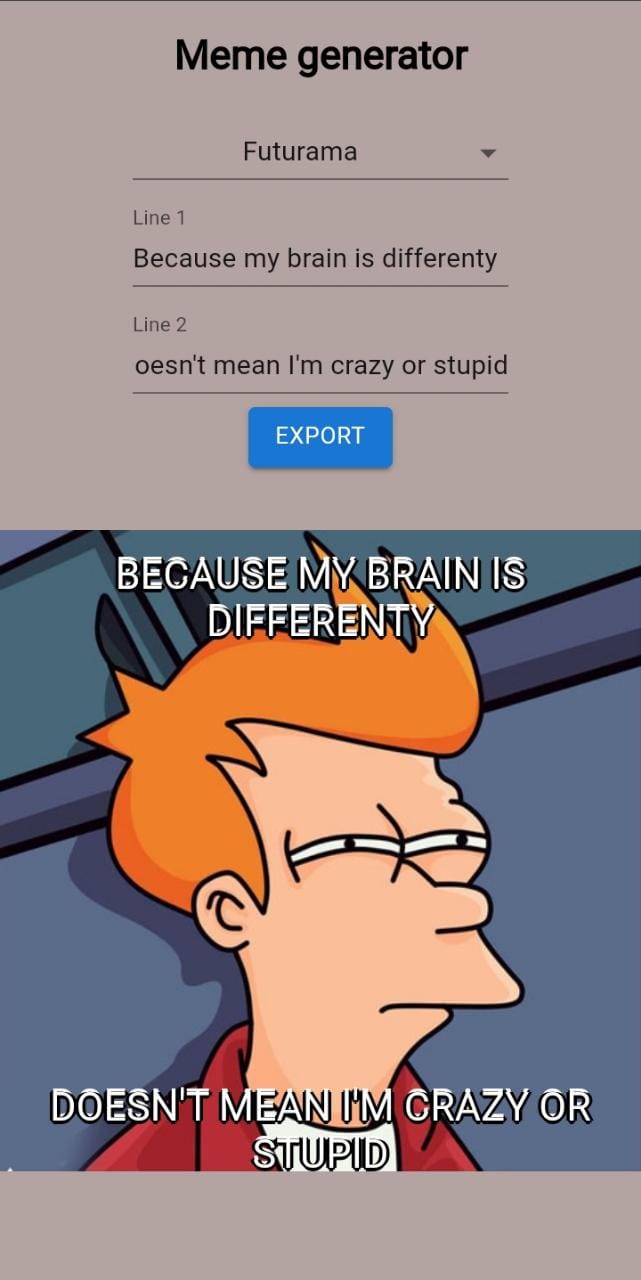 Meme generator
Futurama
Line 1
Because my brain is differenty
Line 2
oesn't mean I'm crazy or stupid
EXPORT
BECAUSE MY BRAIN IS
DIFFERENTY
DOESN'T MEAN I'M CRAZY OR
STUPID